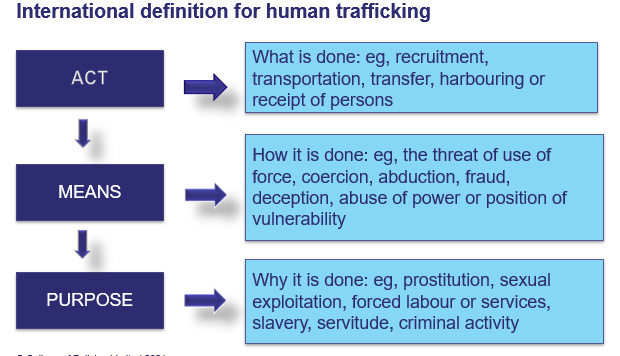 International definition for human trafficking
ACT
What is done: eg, recruitment,
transportation, transfer, harbouring or
receipt of persons
MEANS
How it is done: eg, the threat of use of
force, coercion, abduction, fraud,
deception, abuse of power or position of
vulnerability
PURPOSE
Why it is done: eg, prostitution, sexual
exploitation, forced labour or services,
slavery, servitude, criminal activity